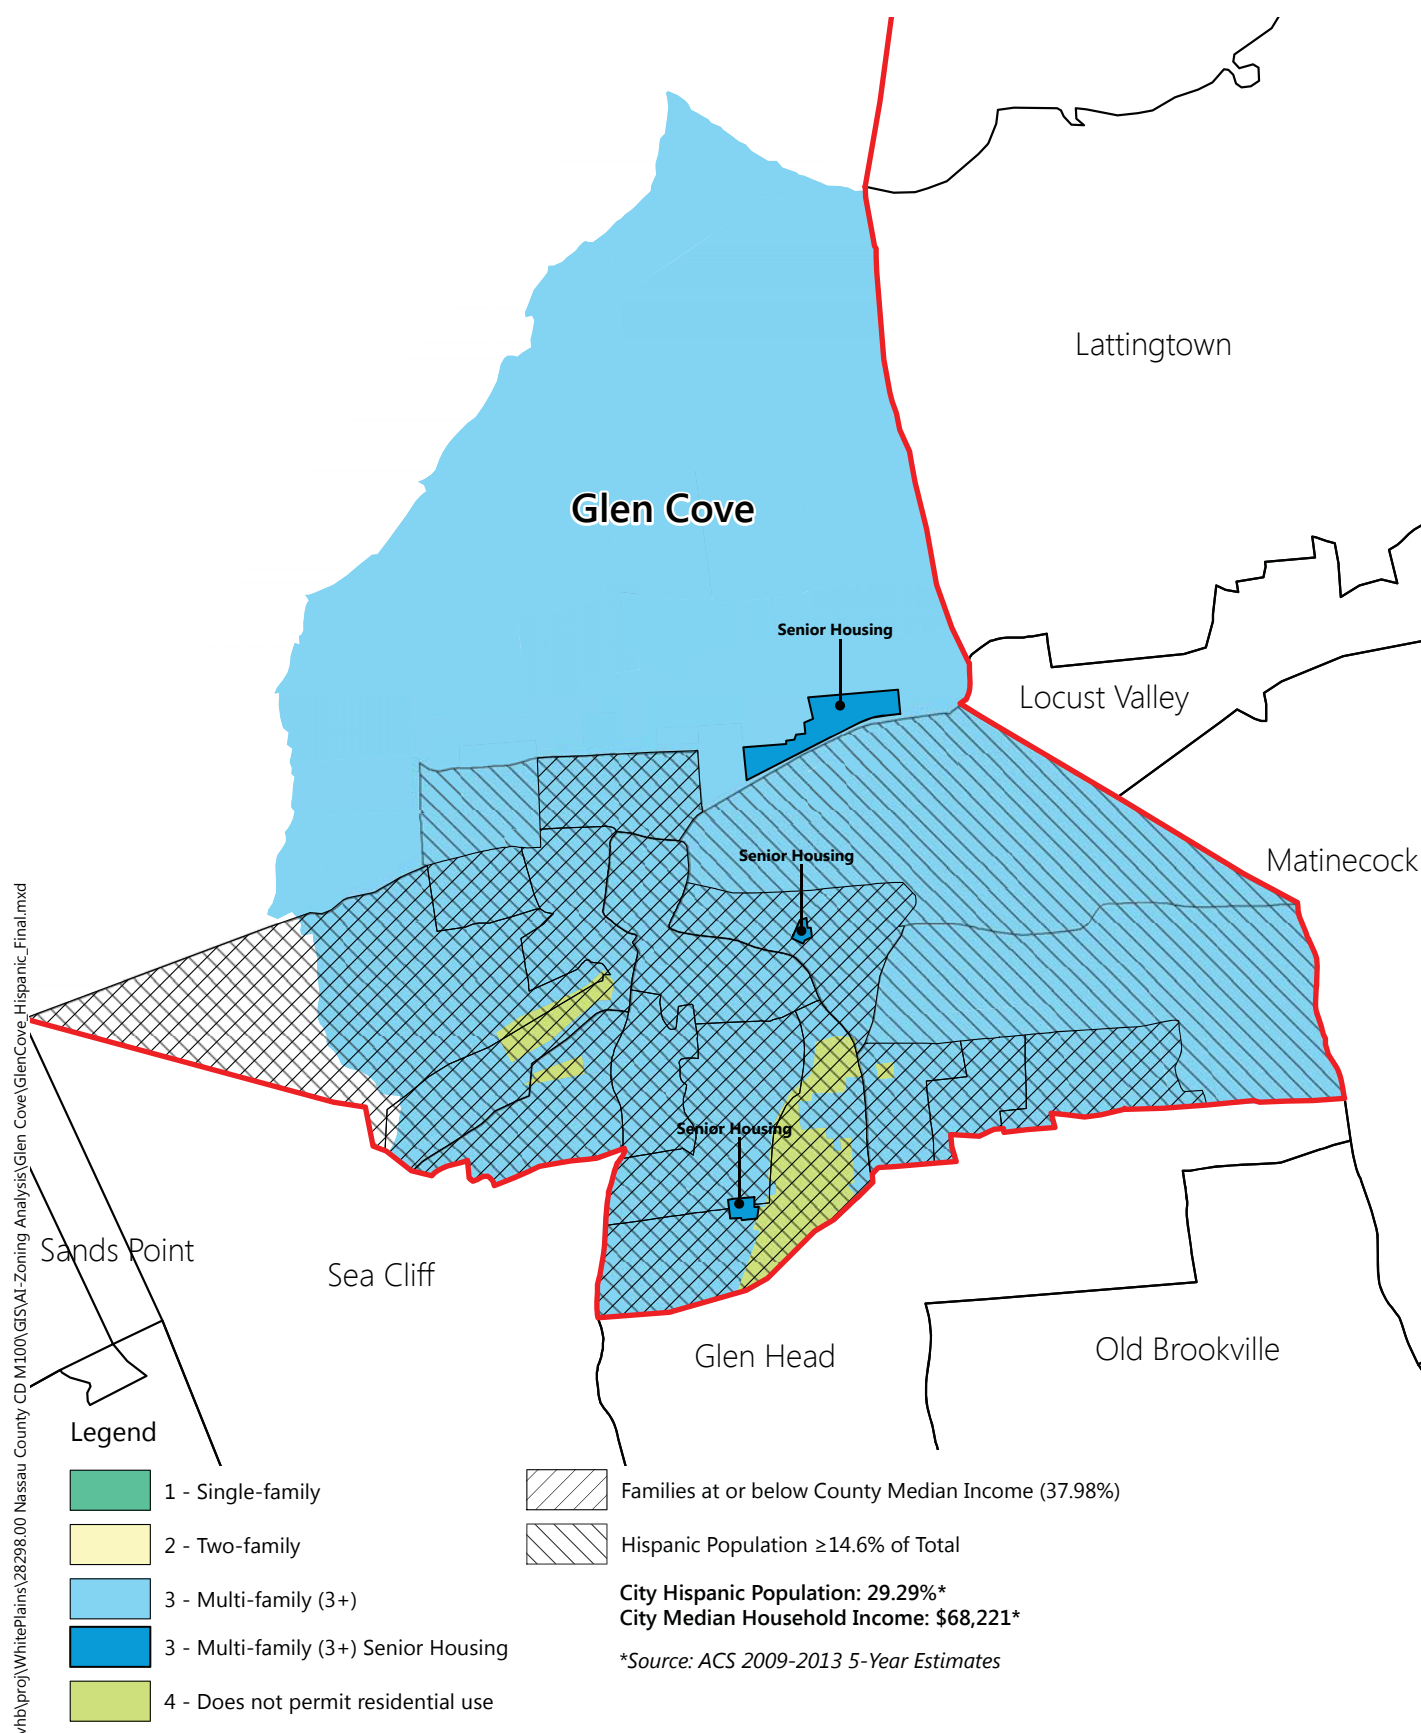 Lattingtown
Glen Cove
Senior Housing
Locust Valley
Senior Housing
Matinecock
Senior Housing
Sands Point
Sea Cliff
Glen Head
Old Brookville
Legend
1 - Single-family
2 - Two-family
3 - Multi-family (3+)
3 - Multi-family (3+) Senior Housing
4 - Does not permit residential use
Families at or below County Median Income (37.98%)
Hispanic Population ≥14.6% of Total
City Hispanic Population: 29.29%*
City Median Household Income: $68,221*
*Source: ACS 2009-2013 5-Year Estimates
vhb\proj\WhitePlains\28298.00 Nassau County CD M100\GIS\AI-Zoning Analysis\Glen Cove\GlenCove_Hispanic_Final.mxd